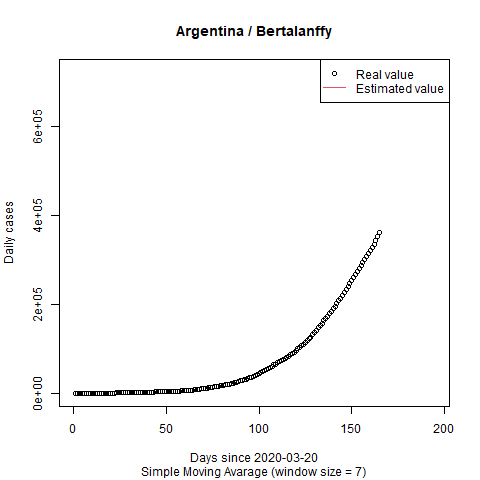 Argentina / Bertalanffy
Real value
Estimated value
6e+05
4e+05
2e+05
0e+00
Daily cases
0
50
100
150
200
Days since 2020-03-20
Simple Moving Avarage (window size = 7)